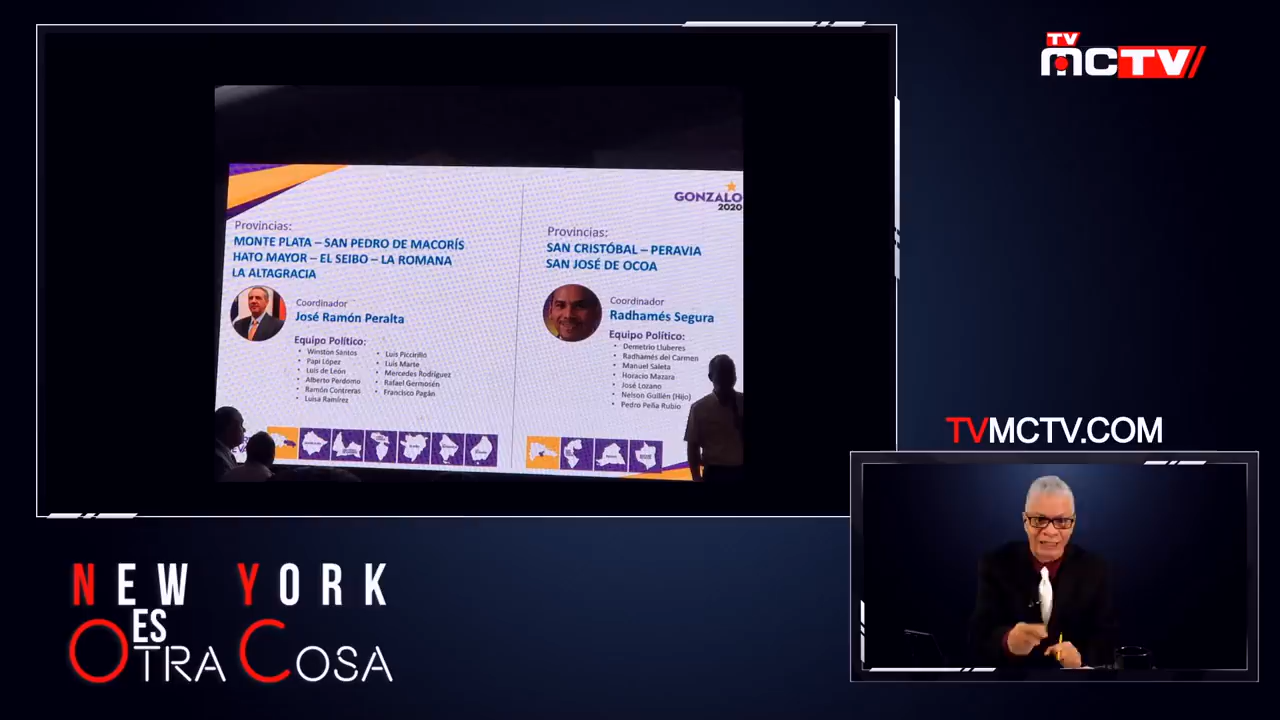 TV
MCTV
GONZALO
2020
Provincias:
MONTE PLATA – SAN PEDRO DE MACORÍS
HATO MAYOR – EL SEIBO – LA ROMANA
LA ALTAGRACIA
Coordinador
José Ramón Peralta
Equipo Político:
• Winston Santos
• Papi López
• Luis de León
• Alberto Perdomo
• Ramón Contreras
• Luisa Ramírez
• Luis Piccirillo
• Luis Marte
• Mercedes Rodríguez
• Rafael Germosén
• Francisco Pagán
Provincias:
SAN CRISTÓBAL – PERAVIA
SAN JOSÉ DE OCOA
Coordinador
Radhamés Segura
Equipo Político:
• Demetrio Lluberes
• Radhamés del Carmen
• Manuel Saleta
• Horacio Mazara
• José Lozano
• Nelson Guillén (Hijo)
• Pedro Peña Rubio
TVMCTV.COM
NEW YORK
ES
OTRA COSA